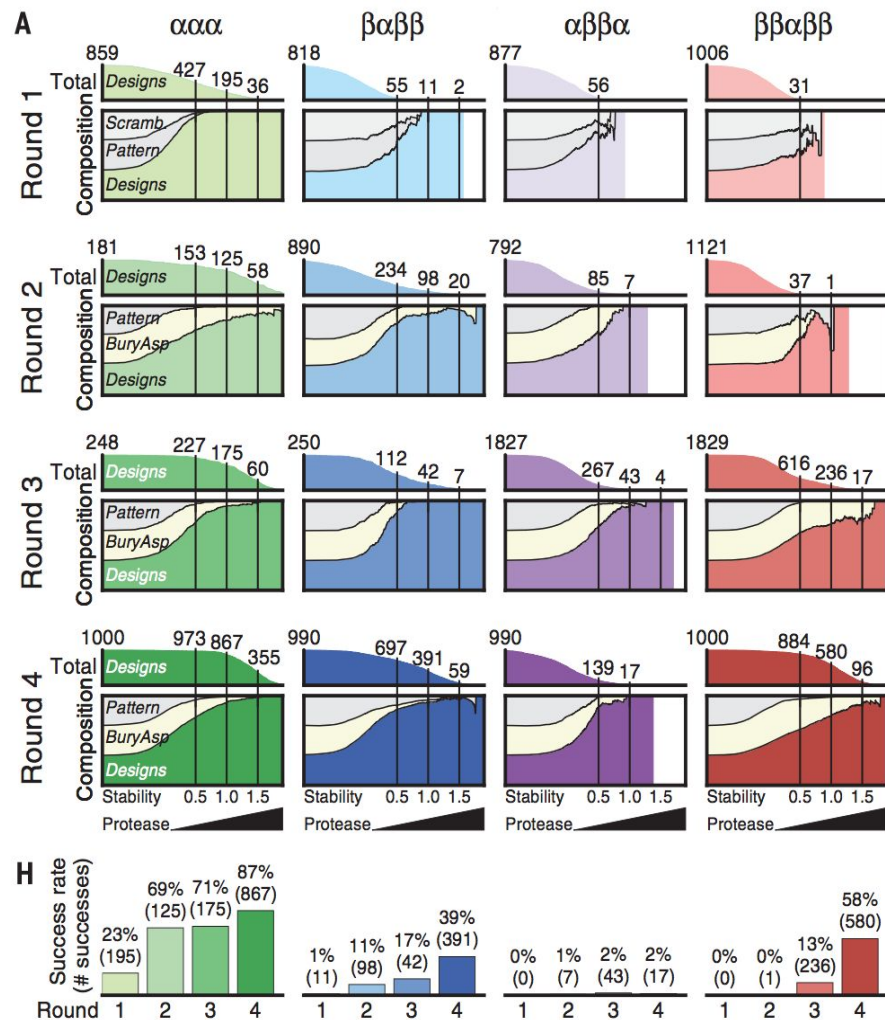 A
ααα
βαββ
αββα
ββαββ
Round 1
Total
Composition
859
427
195
36
Designs
Scramb
Pattern
Designs
818
55
11
2
877
56
1006
31
Round 2
Total
Composition
181
153
125
58
Designs
Pattern
BuryAsp
Designs
890
234
98
20
792
85
7
1121
37
1
Round 3
Total
Composition
248
227
175
60
Designs
Pattern
BuryAsp
Designs
250
112
42
7
1827
267
43
4
1829
616
236
17
Round 4
Total
Composition
1000
973
867
355
Designs
Pattern
BuryAsp
Designs
990
697
391
59
990
139
17
1000
884
580
96
Stability 0.5 1.0 1.5
Protease
Stability 0.5 1.0 1.5
Protease
Stability 0.5 1.0 1.5
Protease
Stability 0.5 1.0 1.5
Protease
H
Success rate
(# successes)
23%
(195)
69%
(125)
71%
(175)
87%
(867)
1%
(11)
11%
(98)
17%
(42)
39%
(391)
0%
(0)
1%
(7)
2%
(43)
2%
(17)
0%
(0)
0%
(1)
13%
(236)
58%
(580)
Round 1 2 3 4 1 2 3 4 1 2 3 4 1 2 3 4